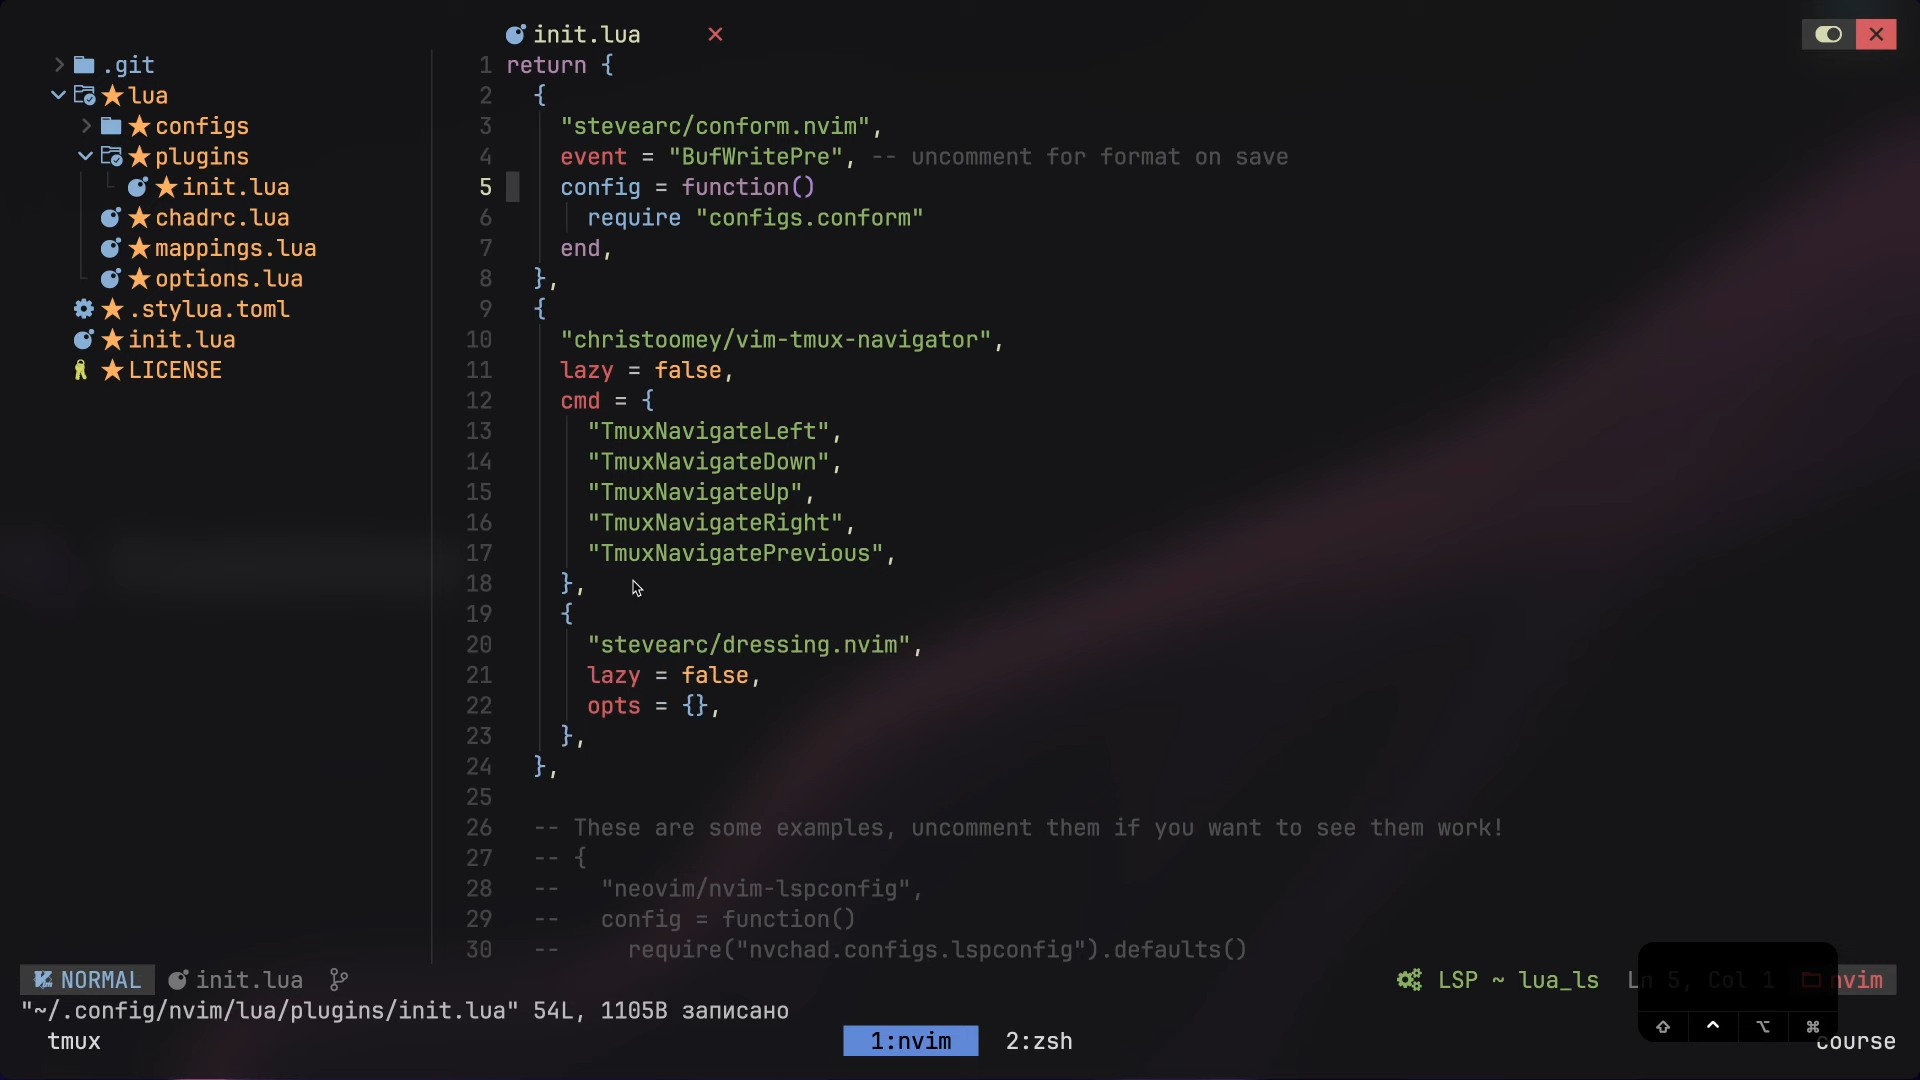 init.lua
.git
lua
configs
plugins
init.lua
chadrc.lua
mappings.lua
options.lua
.stylua.toml
init.lua
LICENSE
1 return {
2 {
3 "stevearc/conform.nvim",
4 event = "BufWritePre", -- uncomment for format on save
5 config = function()
6 require "configs.conform"
7 end,
8 },
9 {
10 "christoomey/vim-tmux-navigator",
11 lazy = false,
12 cmd = {
13 "TmuxNavigateLeft",
14 "TmuxNavigateDown",
15 "TmuxNavigateUp",
16 "TmuxNavigateRight",
17 "TmuxNavigatePrevious",
18 },
19 {
20 "stevearc/dressing.nvim",
21 lazy = false,
22 opts = {},
23 },
24 },
25
26 -- These are some examples, uncomment them if you want to see them work!
27 -- {
28 -- "neovim/nvim-lspconfig",
29 -- config = function()
30 -- require("nvchad.configs.lspconfig").defaults()
NORMAL init.lua LSP ~ lua_ls Ln 5, Col 1 nvim
"~/.config/nvim/lua/plugins/init.lua" 54L, 1105B записано
tmux 1:nvim 2:zsh course